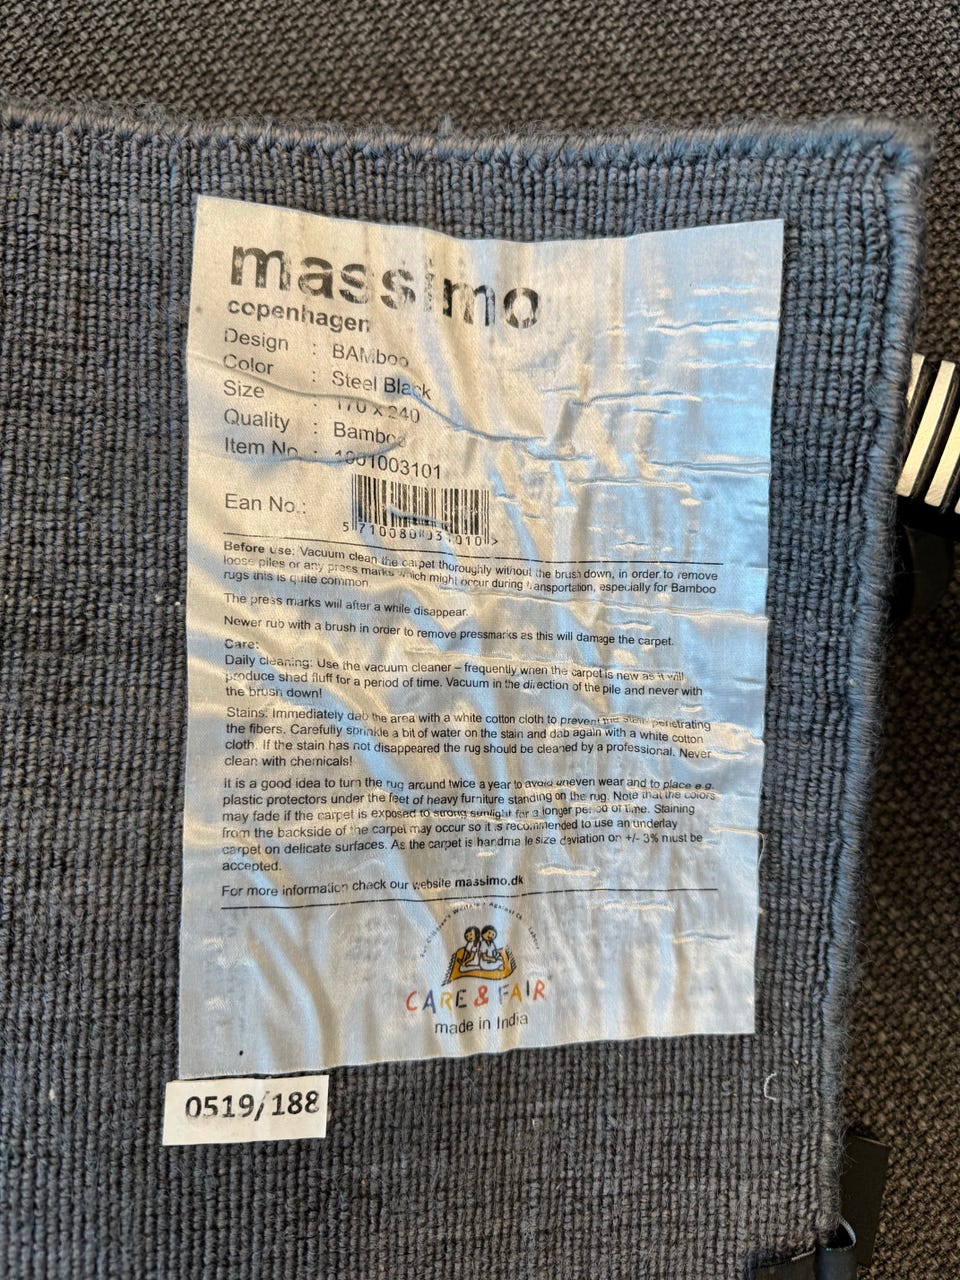 massimo
copenhagen
Design : BAMboo
Color : Steel Black
Size : 170 x 240
Quality : Bamboo
Item No. : 1001003101
Ean No.:
Before use: Vacuum clean the carpet thoroughly without the brush down, in order to remove
loose piles or any press marks which might occur during transportation, especially for Bamboo
rugs this is quite common.
The press marks will after a while disappear.
Newer rub with a brush in order to remove pressmarks as this will damage the carpet.
Care:
Daily cleaning: Use the vacuum cleaner – frequently when the carpet is new as it will
produce shed fluff for a period of time. Vacuum in the direction of the pile and never with
the brush down!
Stains: Immediately dab the area with a white cotton cloth to prevent the stain penetrating
the fibers. Carefully sprinkle a bit of water on the stain and dab again with a white cotton
cloth. If the stain has not disappeared the rug should be cleaned by a professional. Never
clean with chemicals!
It is a good idea to turn the rug around twice a year to avoid uneven wear and to place e.g.
plastic protectors under the feet of heavy furniture standing on the rug. Note that the colors
may fade if the carpet is exposed to strong sunlight for a longer period of time. Staining
from the backside of the carpet may occur so it is recommended to use an underlay
carpet on delicate surfaces. As the carpet is handmade size deviation on +/- 3% must be
accepted.
For more information check our website massimo.dk
CARE & FAIR
made in India
0519/188